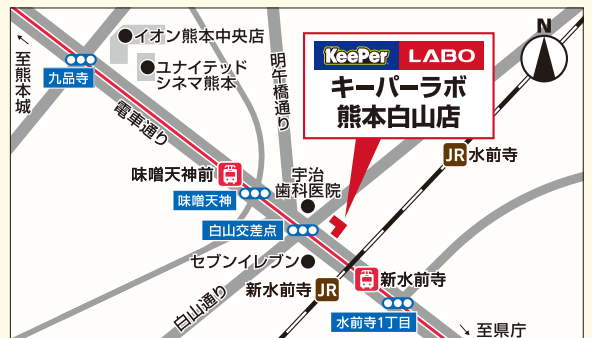 イオン熊本中央店
N
至熊本城
九品寺
ユナイテッド
シネマ熊本
明午橋通り
KeePer LABO
キーパーラボ
熊本白山店
電車通り
JR 水前寺
味噌天神前
宇治
歯科医院
味噌天神
白山交差点
セブンイレブン
新水前寺
新水前寺 JR
白山通り
水前寺1丁目
至県庁